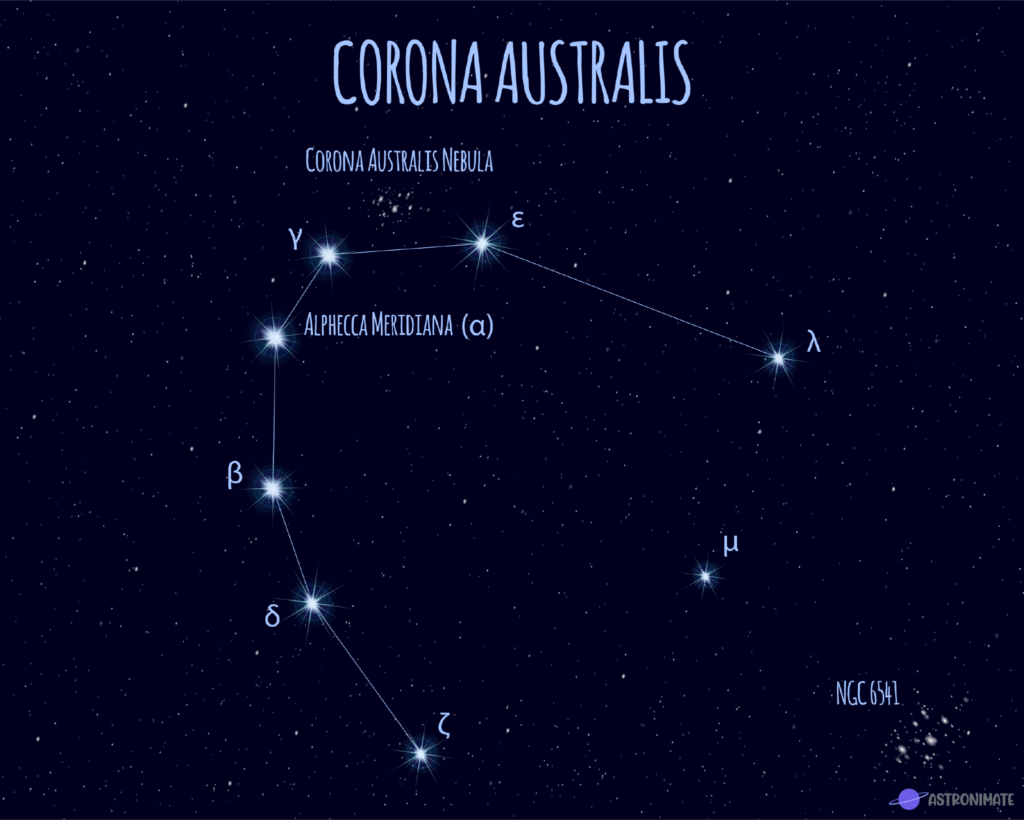 CORONA AUSTRALIS
CORONA AUSTRALIS NEBULA
γ
ε
ALPHECCA MERIDIANA (α)
λ
β
μ
δ
NGC 6541
ζ
ASTRONIMATE